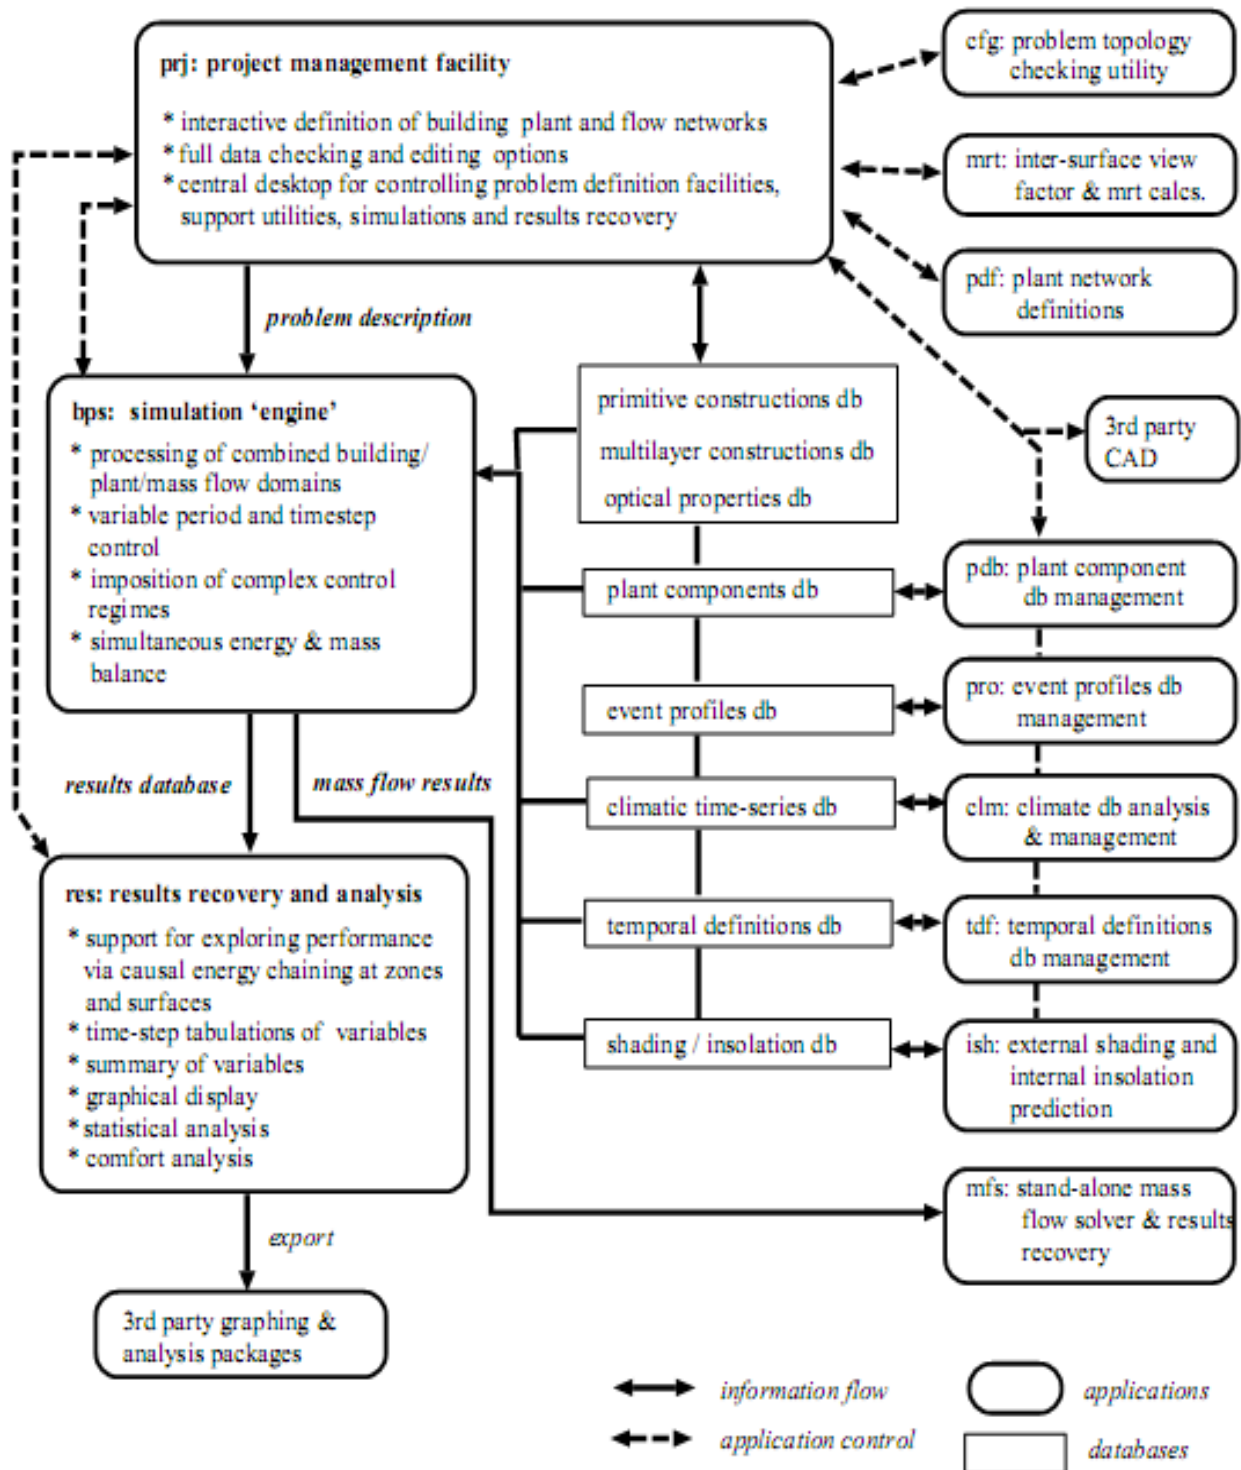 prj: project management facility
* interactive definition of building plant and flow networks
* full data checking and editing options
* central desktop for controlling problem definition facilities,
support utilities, simulations and results recovery
cfg: problem topology
checking utility
mrt: inter-surface view
factor & mrt calcs.
pdf: plant network
definitions
problem description
3rd party
CAD
bps: simulation ‘engine’
* processing of combined building/
plant/mass flow domains
* variable period and timestep
control
* imposition of complex control
regimes
* simultaneous energy & mass
balance
primitive constructions db
multilayer constructions db
optical properties db
plant components db
event profiles db
climatic time-series db
temporal definitions db
shading / insolation db
pdb: plant component
db management
pro: event profiles db
management
clm: climate db analysis
& management
tdf: temporal definitions
db management
ish: external shading and
internal insolation
prediction
mfs: stand-alone mass
flow solver & results
recovery
results database
mass flow results
res: results recovery and analysis
* support for exploring performance
via causal energy chaining at zones
and surfaces
* time-step tabulations of variables
* summary of variables
* graphical display
* statistical analysis
* comfort analysis
export
3rd party graphing &
analysis packages
information flow
applications
application control
databases